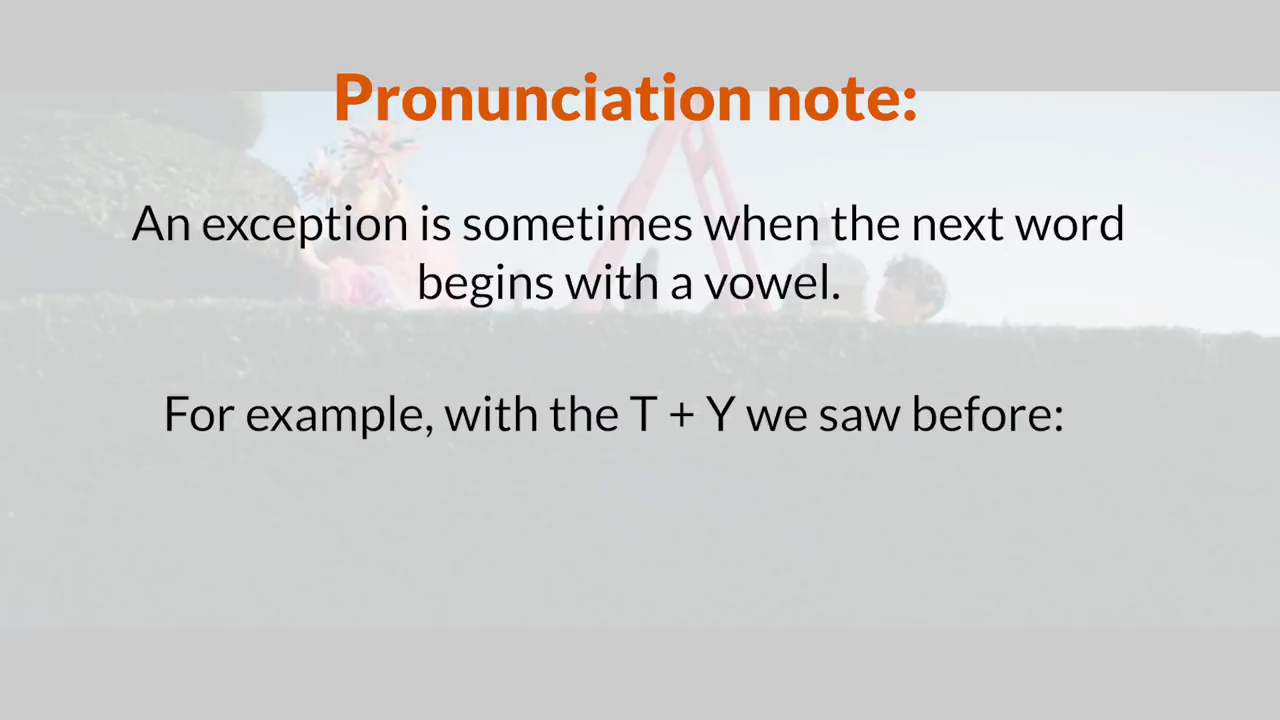 Pronunciation note:
An exception is sometimes when the next word
begins with a vowel.
For example, with the T + Y we saw before: